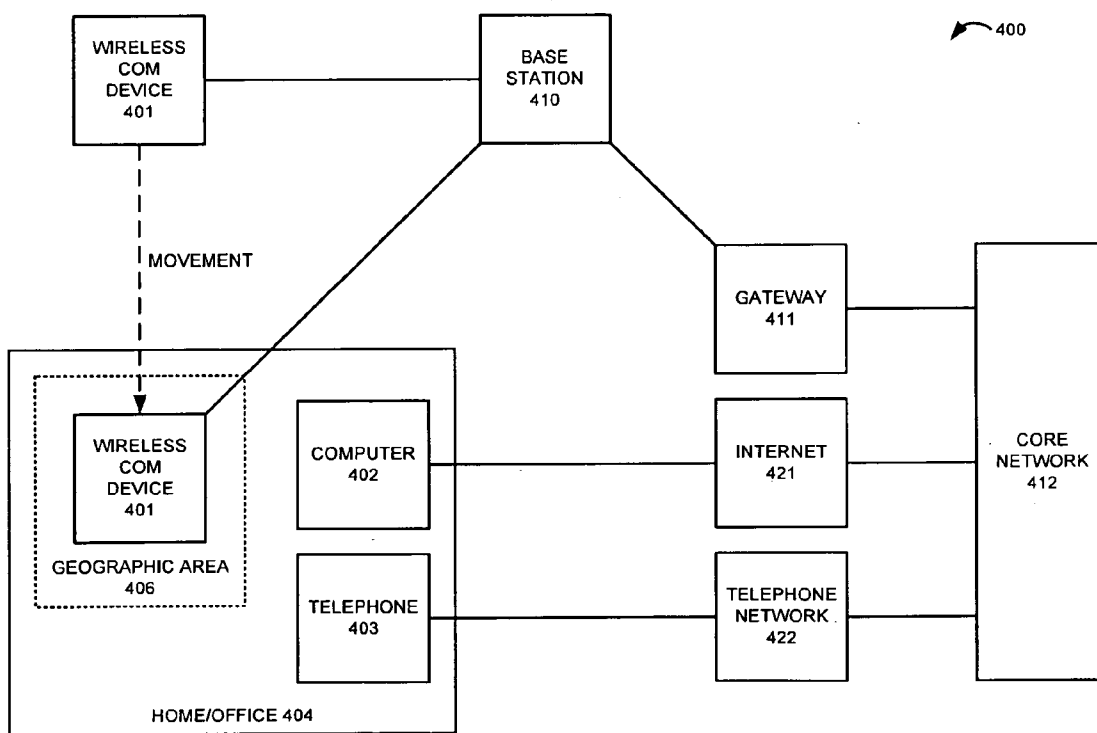 400
WIRELESS
COM
DEVICE
401
BASE
STATION
410
MOVEMENT
GATEWAY
411
WIRELESS
COM
DEVICE
401
GEOGRAPHIC AREA
406
COMPUTER
402
INTERNET
421
CORE
NETWORK
412
TELEPHONE
403
TELEPHONE
NETWORK
422
HOME/OFFICE 404